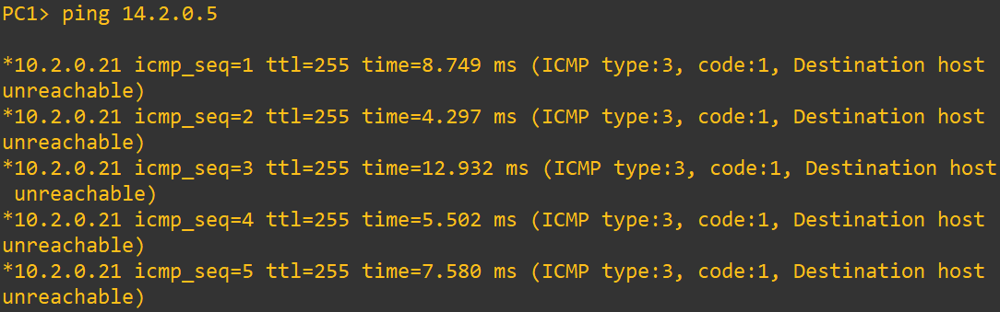 PC1> ping 14.2.0.5
*10.2.0.21 icmp_seq=1 ttl=255 time=8.749 ms (ICMP type:3, code:1, Destination host
unreachable)
*10.2.0.21 icmp_seq=2 ttl=255 time=4.297 ms (ICMP type:3, code:1, Destination host
unreachable)
*10.2.0.21 icmp_seq=3 ttl=255 time=12.932 ms (ICMP type:3, code:1, Destination host
 unreachable)
*10.2.0.21 icmp_seq=4 ttl=255 time=5.502 ms (ICMP type:3, code:1, Destination host
unreachable)
*10.2.0.21 icmp_seq=5 ttl=255 time=7.580 ms (ICMP type:3, code:1, Destination host
unreachable)